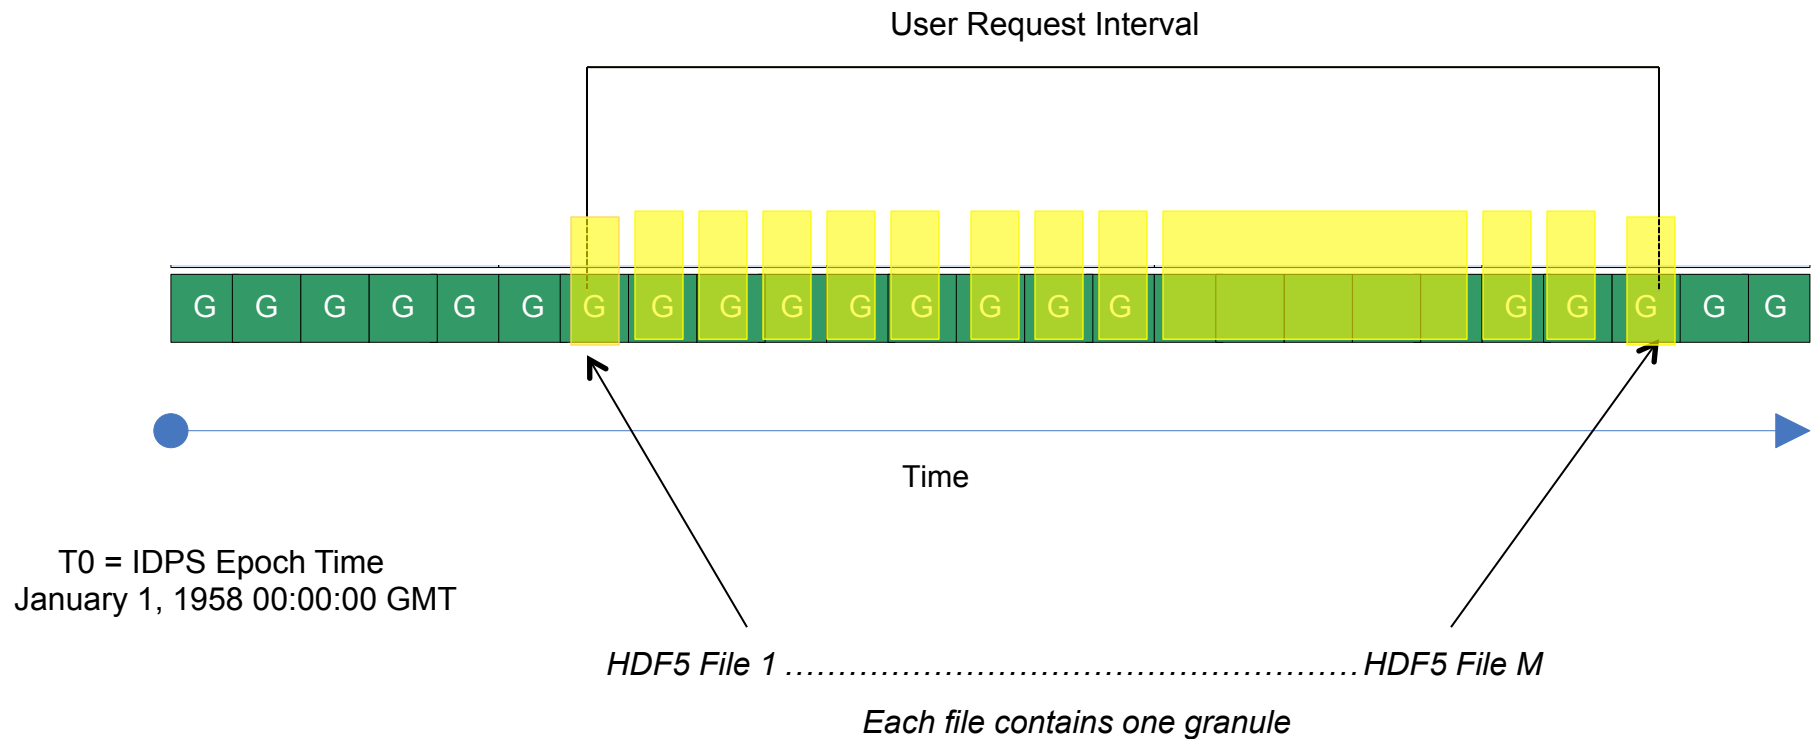 User Request Interval
G G G G G G G G G G G G G G G G G G G G
Time
T0 = IDPS Epoch Time
January 1, 1958 00:00:00 GMT
HDF5 File 1 …………………………………………………… HDF5 File M
Each file contains one granule